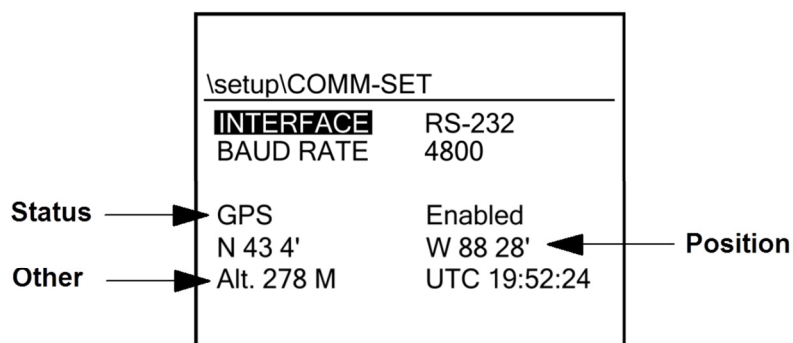 \setup\COMM-SET
INTERFACE RS-232
BAUD RATE 4800
Status GPS Enabled
N 43 4' W 88 28' Position
Other Alt. 278 M UTC 19:52:24